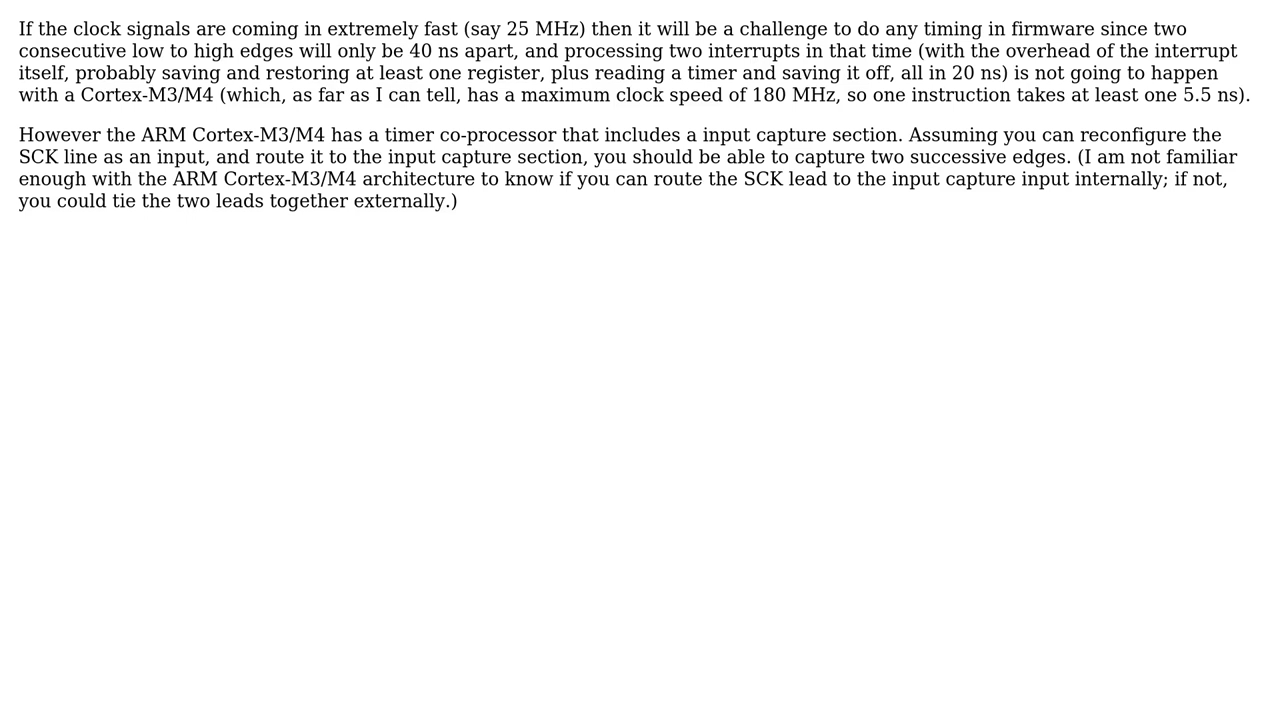 If the clock signals are coming in extremely fast (say 25 MHz) then it will be a challenge to do any timing in firmware since two
consecutive low to high edges will only be 40 ns apart, and processing two interrupts in that time (with the overhead of the interrupt
itself, probably saving and restoring at least one register, plus reading a timer and saving it off, all in 20 ns) is not going to happen
with a Cortex-M3/M4 (which, as far as I can tell, has a maximum clock speed of 180 MHz, so one instruction takes at least one 5.5 ns).
However the ARM Cortex-M3/M4 has a timer co-processor that includes a input capture section. Assuming you can reconfigure the
SCK line as an input, and route it to the input capture section, you should be able to capture two successive edges. (I am not familiar
enough with the ARM Cortex-M3/M4 architecture to know if you can route the SCK lead to the input capture input internally; if not,
you could tie the two leads together externally.)